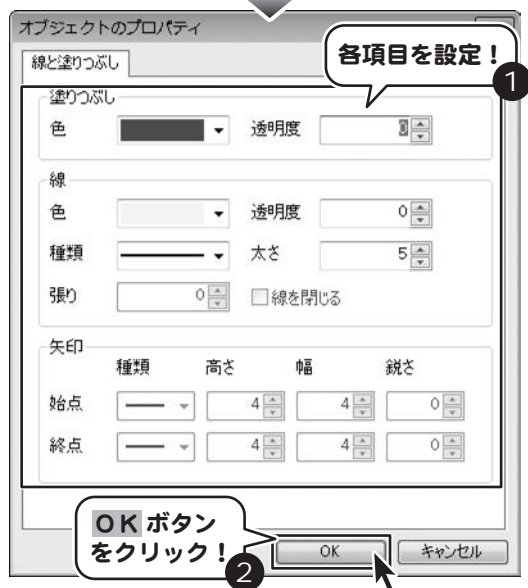 オブジェクトのプロパティ
線と塗りつぶし
各項目を設定！
1
塗りつぶし
色 透明度 0
線
色 透明度 0
種類 太さ 5
張り 0 線を閉じる
矢印
種類 高さ 幅 鋭さ
始点 4 4 0
終点 4 4 0
OKボタン
をクリック！
2
OK キャンセル